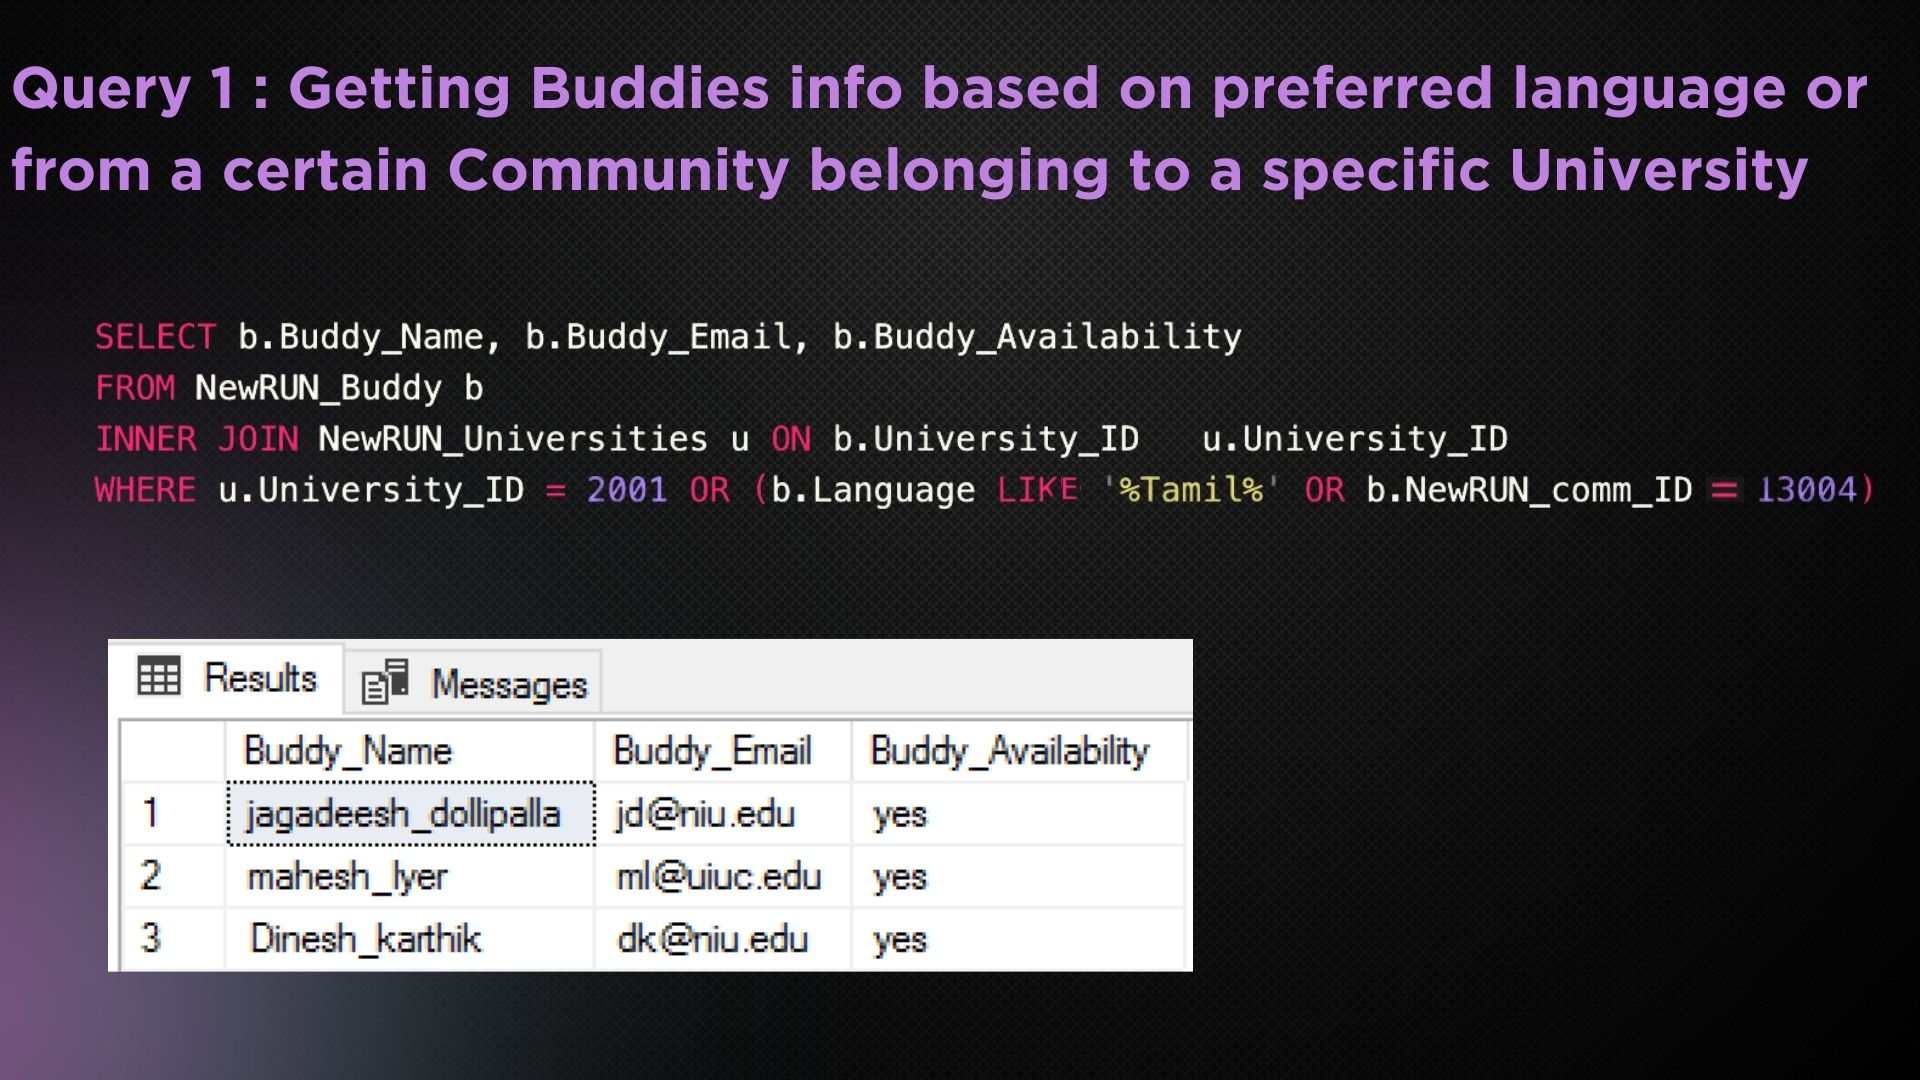 Query 1 : Getting Buddies info based on preferred language or
from a certain Community belonging to a specific University
SELECT b.Buddy_Name, b.Buddy_Email, b.Buddy_Availability
FROM NewRUN_Buddy b
INNER JOIN NewRUN_Universities u ON b.University_ID u.University_ID
WHERE u.University_ID = 2001 OR (b.Language LIKE '%Tamil%' OR b.NewRUN_comm_ID = 13004)
Results Messages
Buddy_Name Buddy_Email Buddy_Availability
1 jagadeesh_dollipalla jd@niu.edu yes
2 mahesh_Iyer ml@uiuc.edu yes
3 Dinesh_karthik dk@niu.edu yes